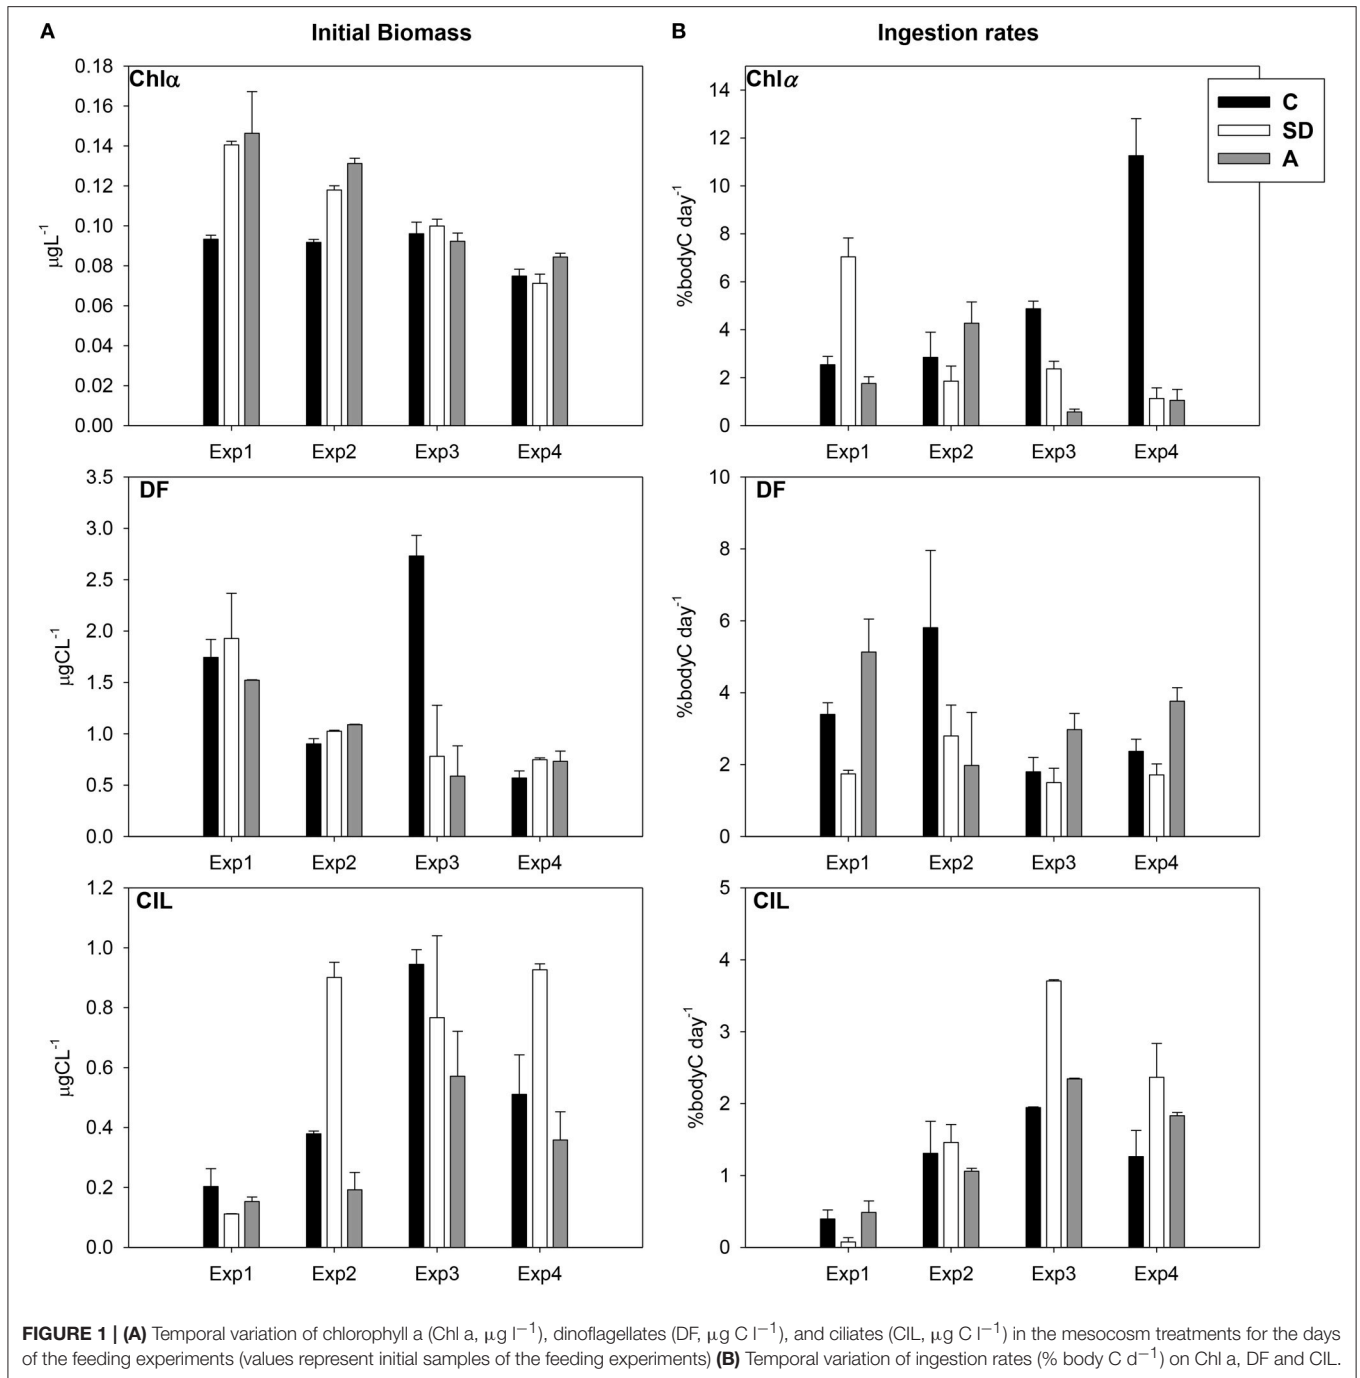 A Initial Biomass
B Ingestion rates
Chlα
0.18
0.16
0.14
0.12
0.10
0.08
0.06
0.04
0.02
0.00
μgL-1
Exp1 Exp2 Exp3 Exp4
Chlα
14
12
10
8
6
4
2
0
%bodyC day-1
Exp1 Exp2 Exp3 Exp4
C
SD
A
DF
3.5
3.0
2.5
2.0
1.5
1.0
0.5
0.0
μgCL-1
Exp1 Exp2 Exp3 Exp4
DF
10
8
6
4
2
0
%bodyC day-1
Exp1 Exp2 Exp3 Exp4
CIL
1.2
1.0
0.8
0.6
0.4
0.2
0.0
μgCL-1
Exp1 Exp2 Exp3 Exp4
CIL
5
4
3
2
1
0
%bodyC day-1
Exp1 Exp2 Exp3 Exp4
FIGURE 1 | (A) Temporal variation of chlorophyll a (Chl a, μg l−1), dinoflagellates (DF, μg C l−1), and ciliates (CIL, μg C l−1) in the mesocosm treatments for the days
of the feeding experiments (values represent initial samples of the feeding experiments) (B) Temporal variation of ingestion rates (% body C d−1) on Chl a, DF and CIL.